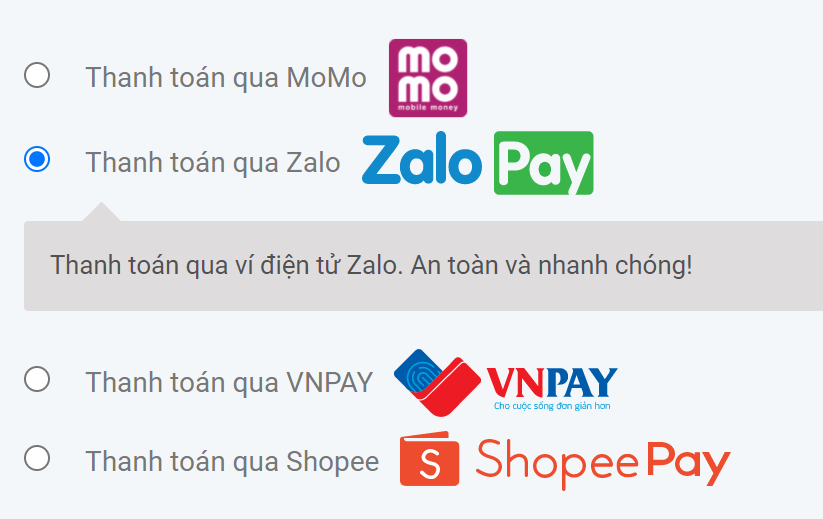 Thanh toán qua MoMo
mo
mo
mobile money
Thanh toán qua Zalo Zalo Pay
Thanh toán qua ví điện tử Zalo. An toàn và nhanh chóng!
Thanh toán qua VNPAY VNPAY
Cho cuộc sống đơn giản hơn
Thanh toán qua Shopee S ShopeePay